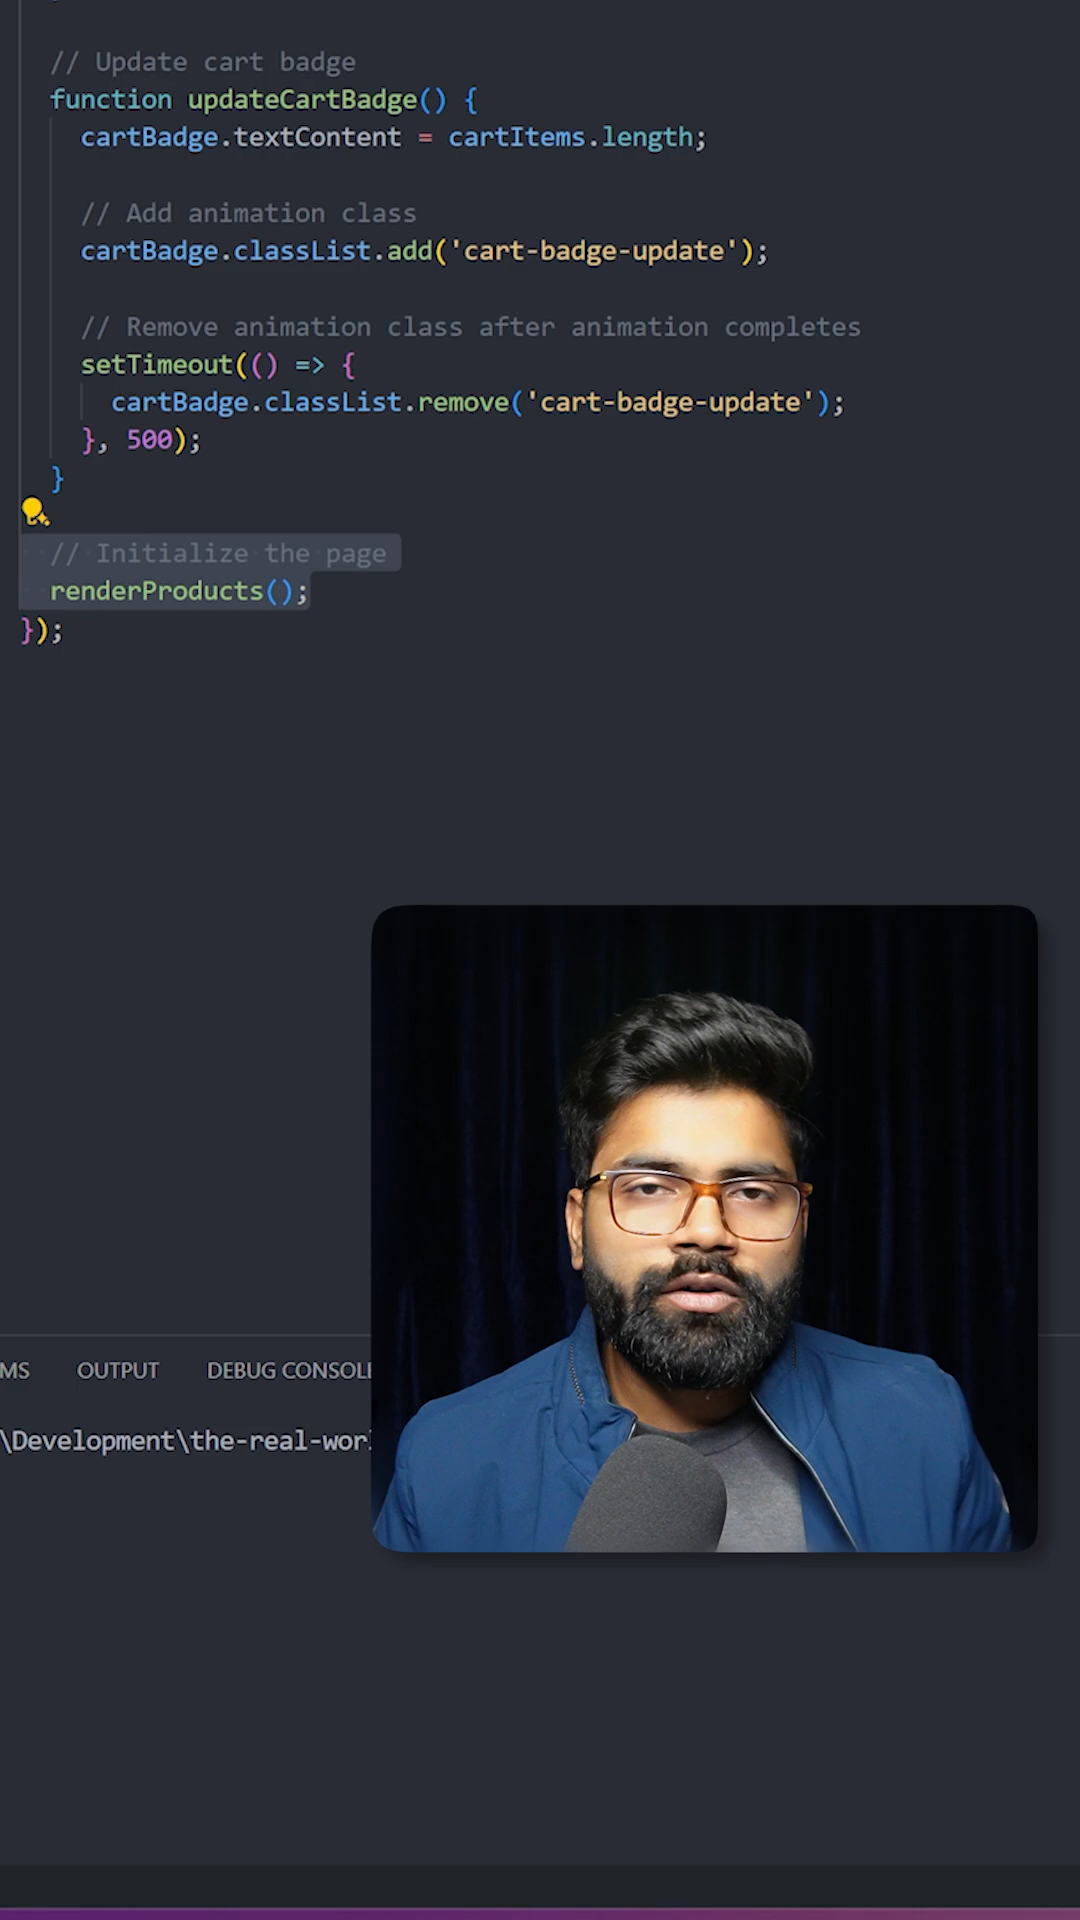 // Update cart badge
function updateCartBadge() {
cartBadge.textContent = cartItems.length;
// Add animation class
cartBadge.classList.add('cart-badge-update');
// Remove animation class after animation completes
setTimeout(() => {
cartBadge.classList.remove('cart-badge-update');
}, 500);
}
// Initialize the page
renderProducts();
});
MS OUTPUT DEBUG CONSOLE
\Development\the-real-worl